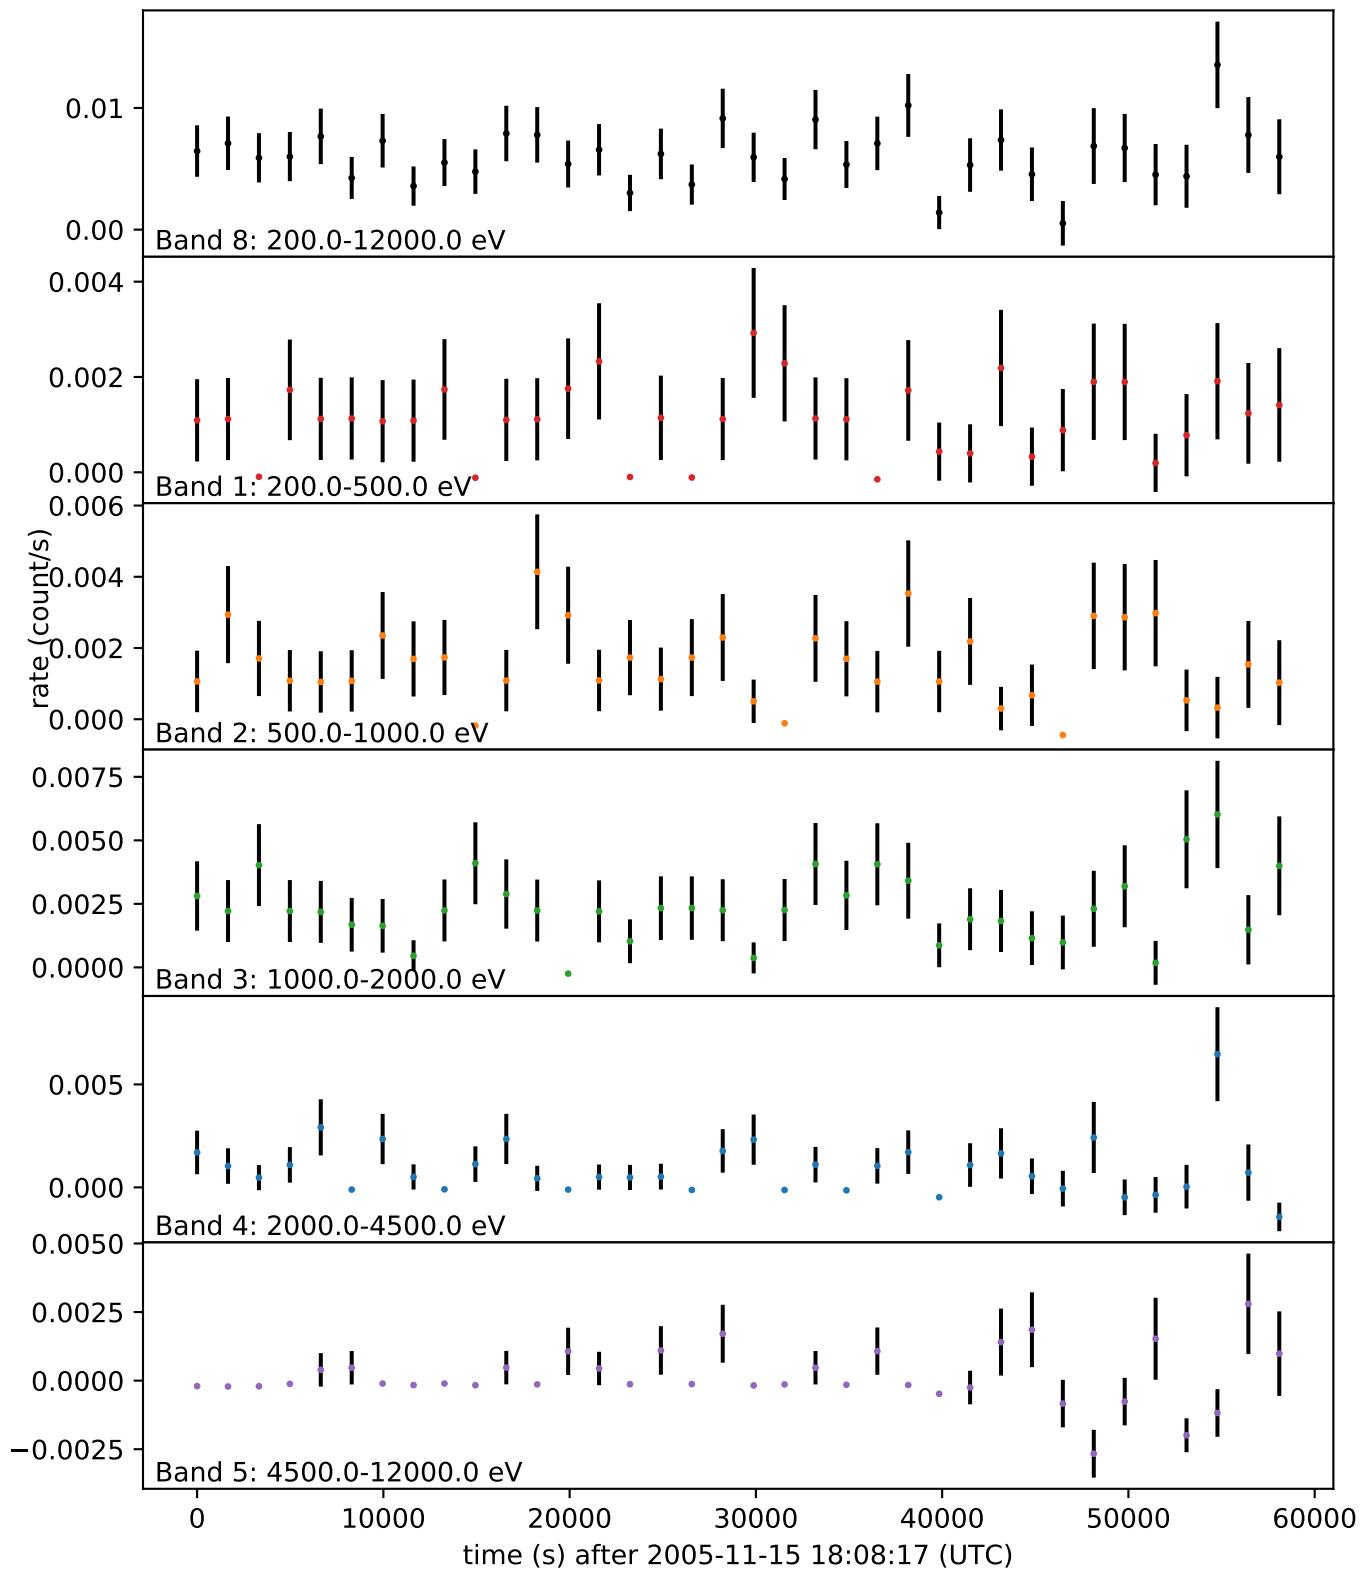 0.01
0.00
Band 8: 200.0-12000.0 eV
0.004
0.002
0.000
Band 1: 200.0-500.0 eV
0.006
0.004
0.002
0.000
rate (count/s)
Band 2: 500.0-1000.0 eV
0.0075
0.0050
0.0025
0.0000
Band 3: 1000.0-2000.0 eV
0.005
0.000
Band 4: 2000.0-4500.0 eV
0.0050
0.0025
0.0000
−0.0025
Band 5: 4500.0-12000.0 eV
0 10000 20000 30000 40000 50000 60000
time (s) after 2005-11-15 18:08:17 (UTC)